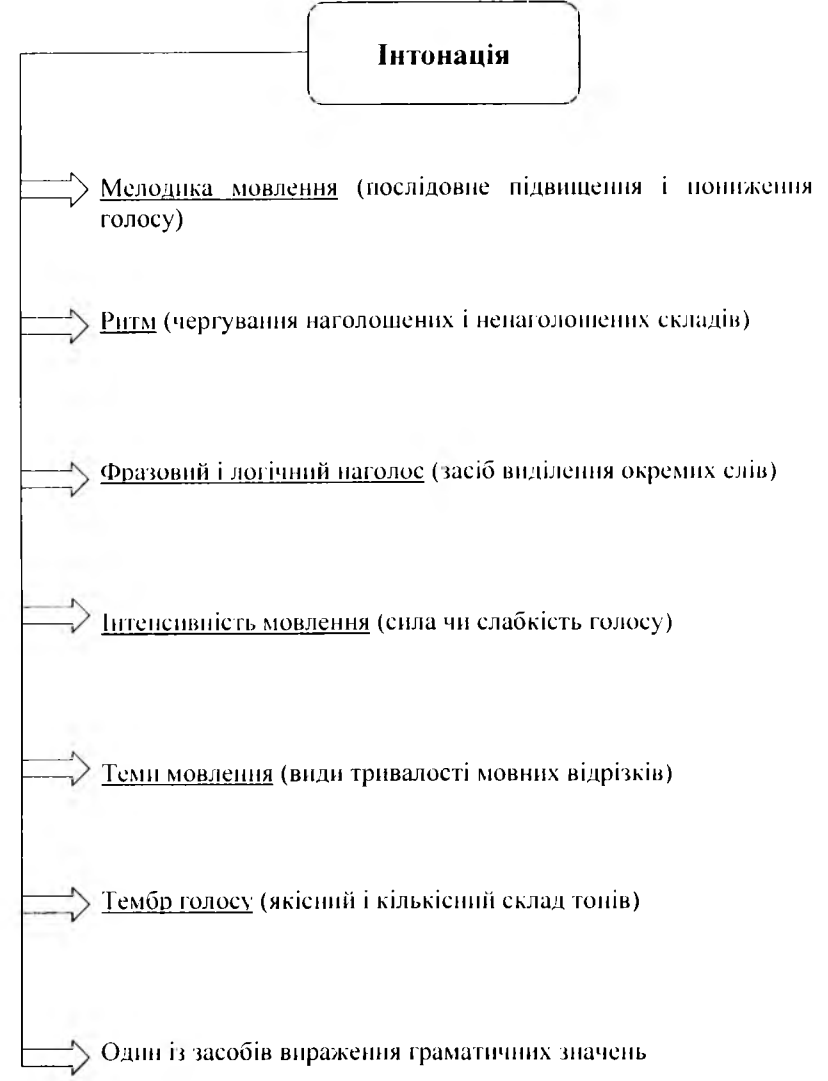 Інтонація
Мелодика мовлення (послідовне підвищення і пониження
голосу)
Ритм (чергування наголошених і ненаголошених складів)
Фразовий і логічний наголос (засіб виділення окремих слів)
Інтенсивність мовлення (сила чи слабкість голосу)
Теми мовлення (види тривалості мовних відрізків)
Тембр голосу (якісний і кількісний склад тонів)
Один із засобів вираження граматичних значень